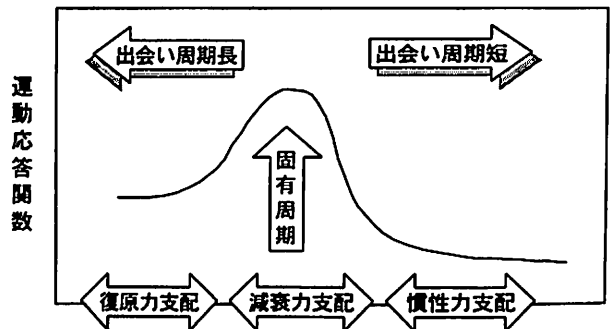 出会い周期長
出会い周期短
運動応答関数
固有周期
復原力支配
減衰力支配
慣性力支配